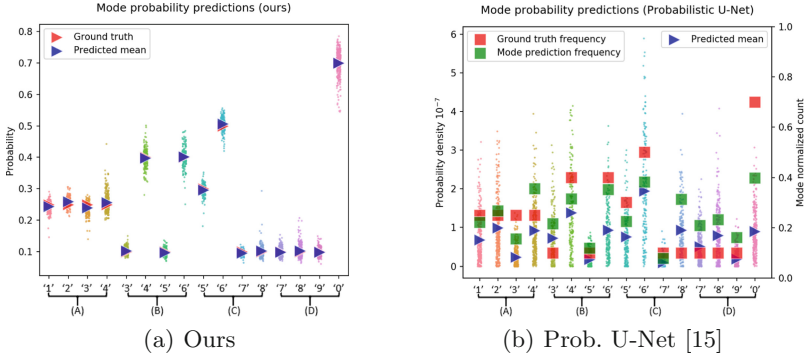 Mode probability predictions (ours)
Ground truth
Predicted mean
Probability
0.8
0.7
0.6
0.5
0.4
0.3
0.2
0.1
'1' '2' '3' '4' '3' '4' '5' '6' '5' '6' '7' '8' '7' '8' '9' '0'
(A) (B) (C) (D)
(a) Ours
Mode probability predictions (Probabilistic U-Net)
Ground truth frequency
Mode prediction frequency
Predicted mean
Probability density 10⁻⁷
6
5
4
3
2
1
0
1.0
0.8
0.6
0.4
0.2
0.0
Mode normalized count
'1' '2' '3' '4' '3' '4' '5' '6' '5' '6' '7' '8' '7' '8' '9' '0'
(A) (B) (C) (D)
(b) Prob. U-Net [15]